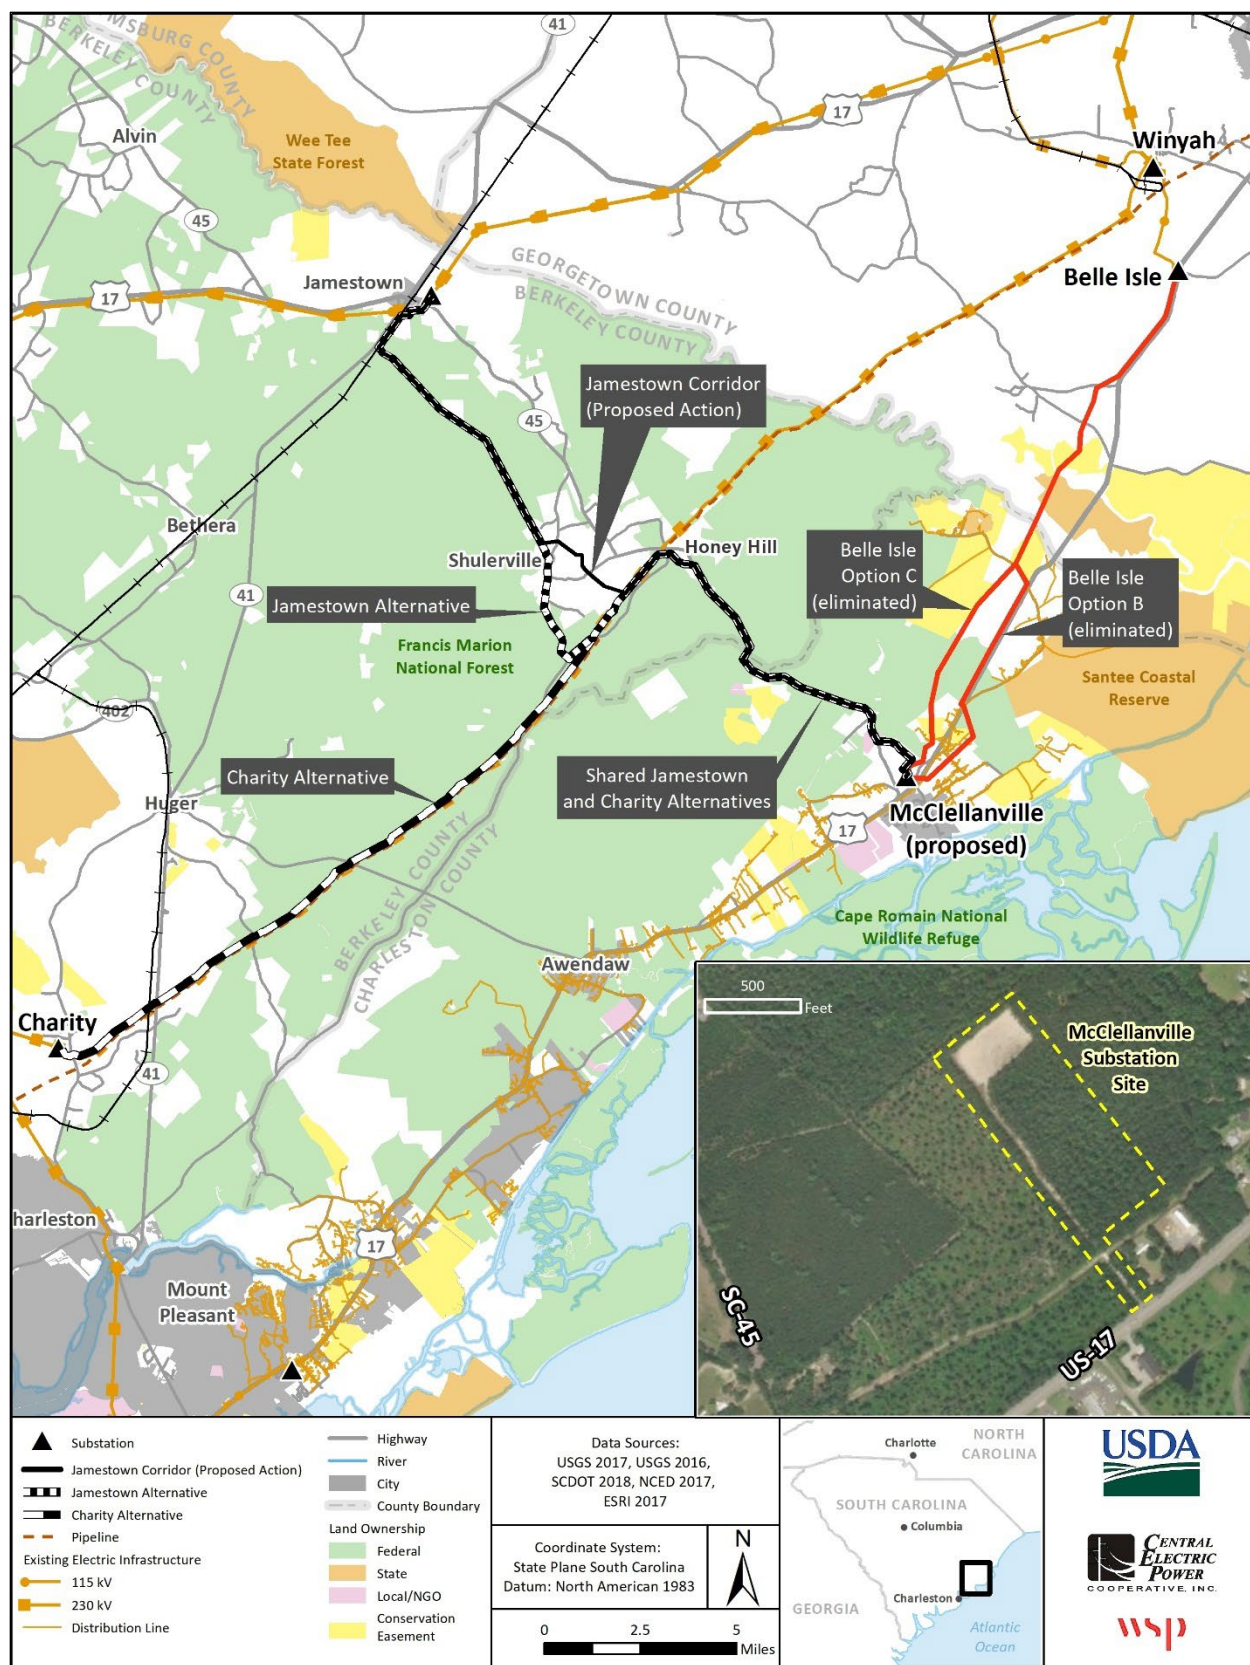 41
MSBURG COUNTY
BERKELEY COUNTY
Alvin
Wee Tee
State Forest
17
Winyah
45
GEORGETOWN COUNTY
BERKELEY COUNTY
Belle Isle
Jamestown
17
Jamestown Corridor
(Proposed Action)
45
Bethera
Honey Hill
Shulerville
Belle Isle
Option C
(eliminated)
Belle Isle
Option B
(eliminated)
41
Jamestown Alternative
Francis Marion
National Forest
Santee Coastal
Reserve
402
Charity Alternative
Shared Jamestown
and Charity Alternatives
Huger
McClellanville
(proposed)
17
BERKELEY COUNTY
CHARLESTON COUNTY
Cape Romain National
Wildlife Refuge
Awendaw
Charity
41
500
Feet
McClellanville
Substation
Site
SC-45
US-17
harleston
17
Mount
Pleasant
Substation
Jamestown Corridor (Proposed Action)
Jamestown Alternative
Charity Alternative
Pipeline
Existing Electric Infrastructure
115 kV
230 kV
Distribution Line
Highway
River
City
County Boundary
Land Ownership
Federal
State
Local/NGO
Conservation
Easement
Data Sources:
USGS 2017, USGS 2016,
SCDOT 2018, NCED 2017,
ESRI 2017
Coordinate System:
State Plane South Carolina
Datum: North American 1983
N
0 2.5 5
Miles
Charlotte
NORTH
CAROLINA
SOUTH CAROLINA
Columbia
Charleston
GEORGIA
Atlantic
Ocean
USDA
CENTRAL
ELECTRIC
POWER
COOPERATIVE, INC.
wsp